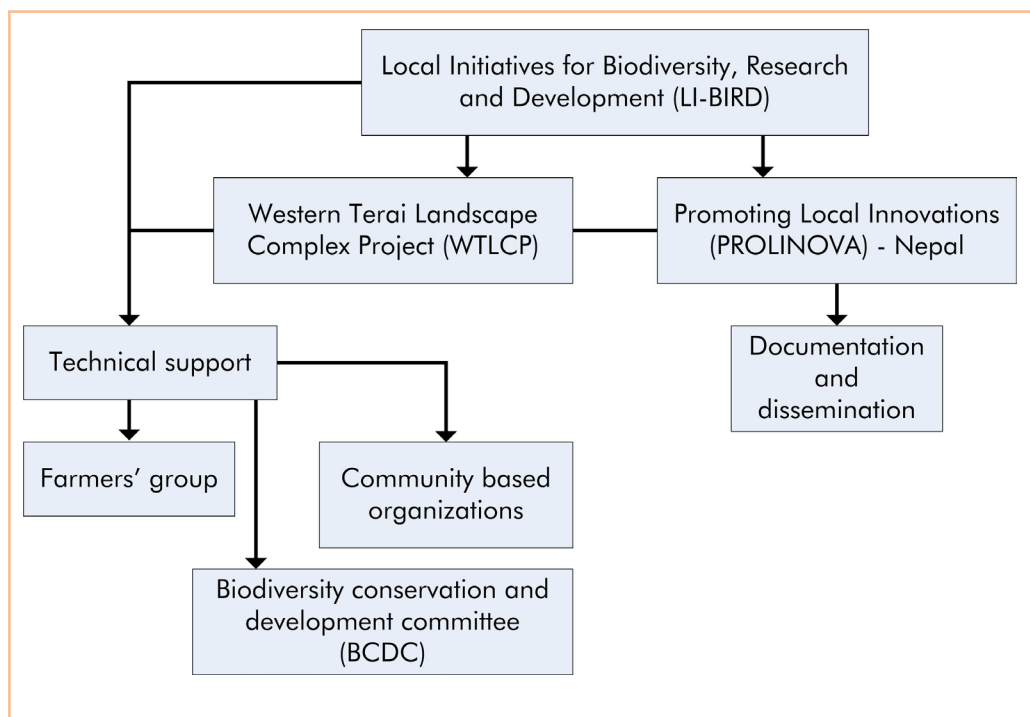 Local Initiatives for Biodiversity, Research
and Development (LI-BIRD)
Western Terai Landscape
Complex Project (WTLCP)
Promoting Local Innovations
(PROLINOVA) - Nepal
Technical support
Documentation
and
dissemination
Farmers’ group
Community based
organizations
Biodiversity conservation and
development committee
(BCDC)